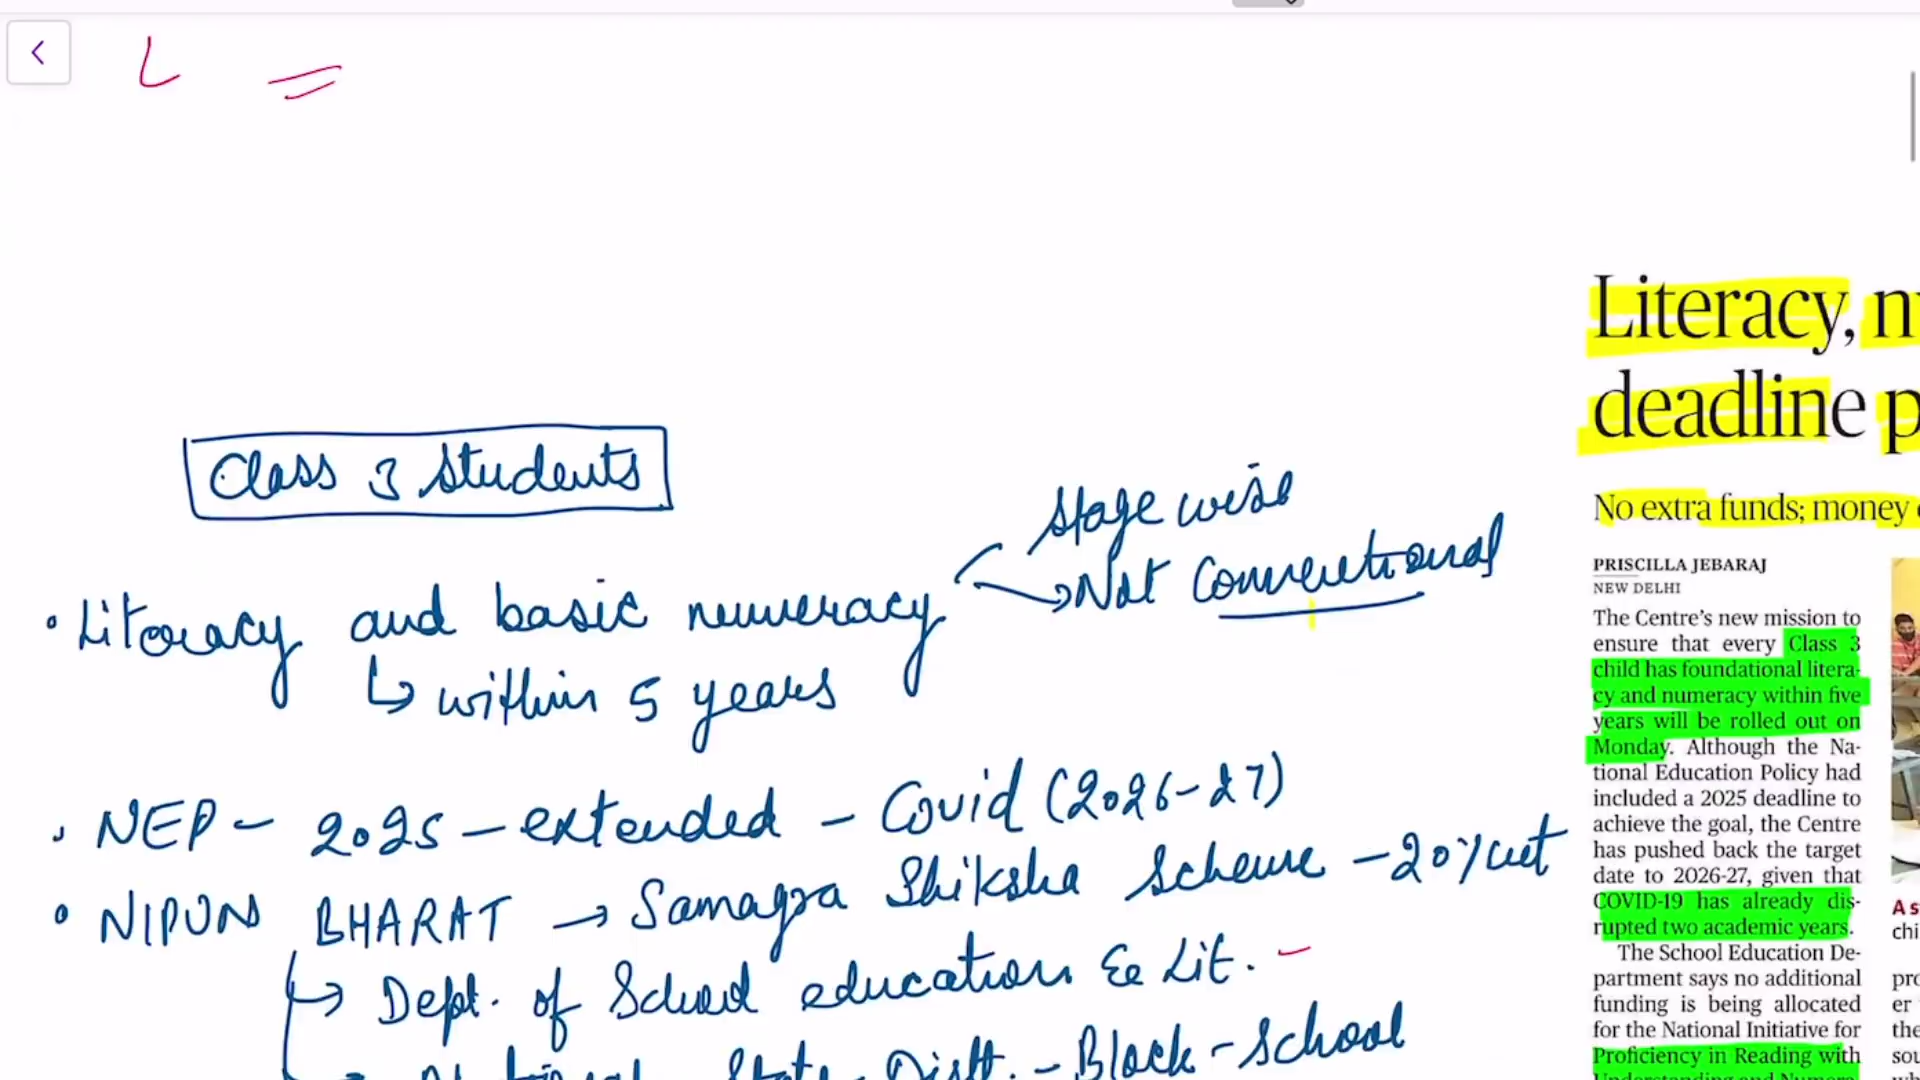 Class 3 Students
Stage wise
Not Conventional
• Literacy and basic numeracy
within 5 years
• NEP - 2025 - extended - Covid (2026-27)
• NIPUN BHARAT → Samagra Shiksha Scheme - 20% cut
Dept. of School education & Lit.
National - State - Distt. - Block - School
Literacy, n
deadline p
No extra funds; money
PRISCILLA JEBARAJ
NEW DELHI
The Centre's new mission to
ensure that every Class 3
child has foundational litera-
cy and numeracy within five
years will be rolled out on
Monday. Although the Na-
tional Education Policy had
included a 2025 deadline to
achieve the goal, the Centre
has pushed back the target
date to 2026-27, given that
COVID-19 has already dis-
rupted two academic years.
The School Education De-
partment says no additional
funding is being allocated
for the National Initiative for
Proficiency in Reading with
A s
chi
pro
er
the
sou